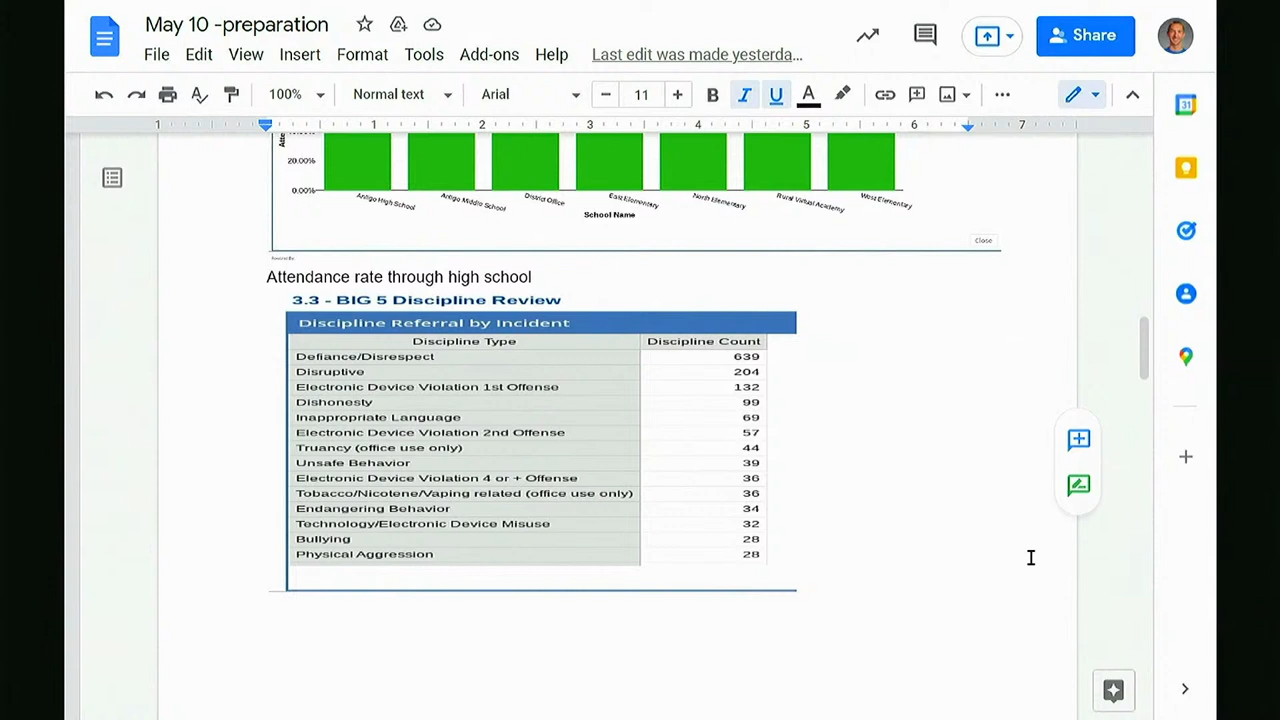 May 10 -preparation
File Edit View Insert Format Tools Add-ons Help Last edit was made yesterda...
Share
100% Normal text Arial 11 B I U A
1 1 2 3 4 5 6 7
20.00%
0.00%
Antigo High School Antigo Middle School District Office East Elementary North Elementary Rural Virtual Academy West Elementary
School Name
Close
Attendance rate through high school
3.3 - BIG 5 Discipline Review
Discipline Referral by Incident
Discipline Type Discipline Count
Defiance/Disrespect 639
Disruptive 204
Electronic Device Violation 1st Offense 132
Dishonesty 99
Inappropriate Language 69
Electronic Device Violation 2nd Offense 57
Truancy (office use only) 44
Unsafe Behavior 39
Electronic Device Violation 4 or + Offense 36
Tobacco/Nicotene/Vaping related (office use only) 36
Endangering Behavior 34
Technology/Electronic Device Misuse 32
Bullying 28
Physical Aggression 28
31